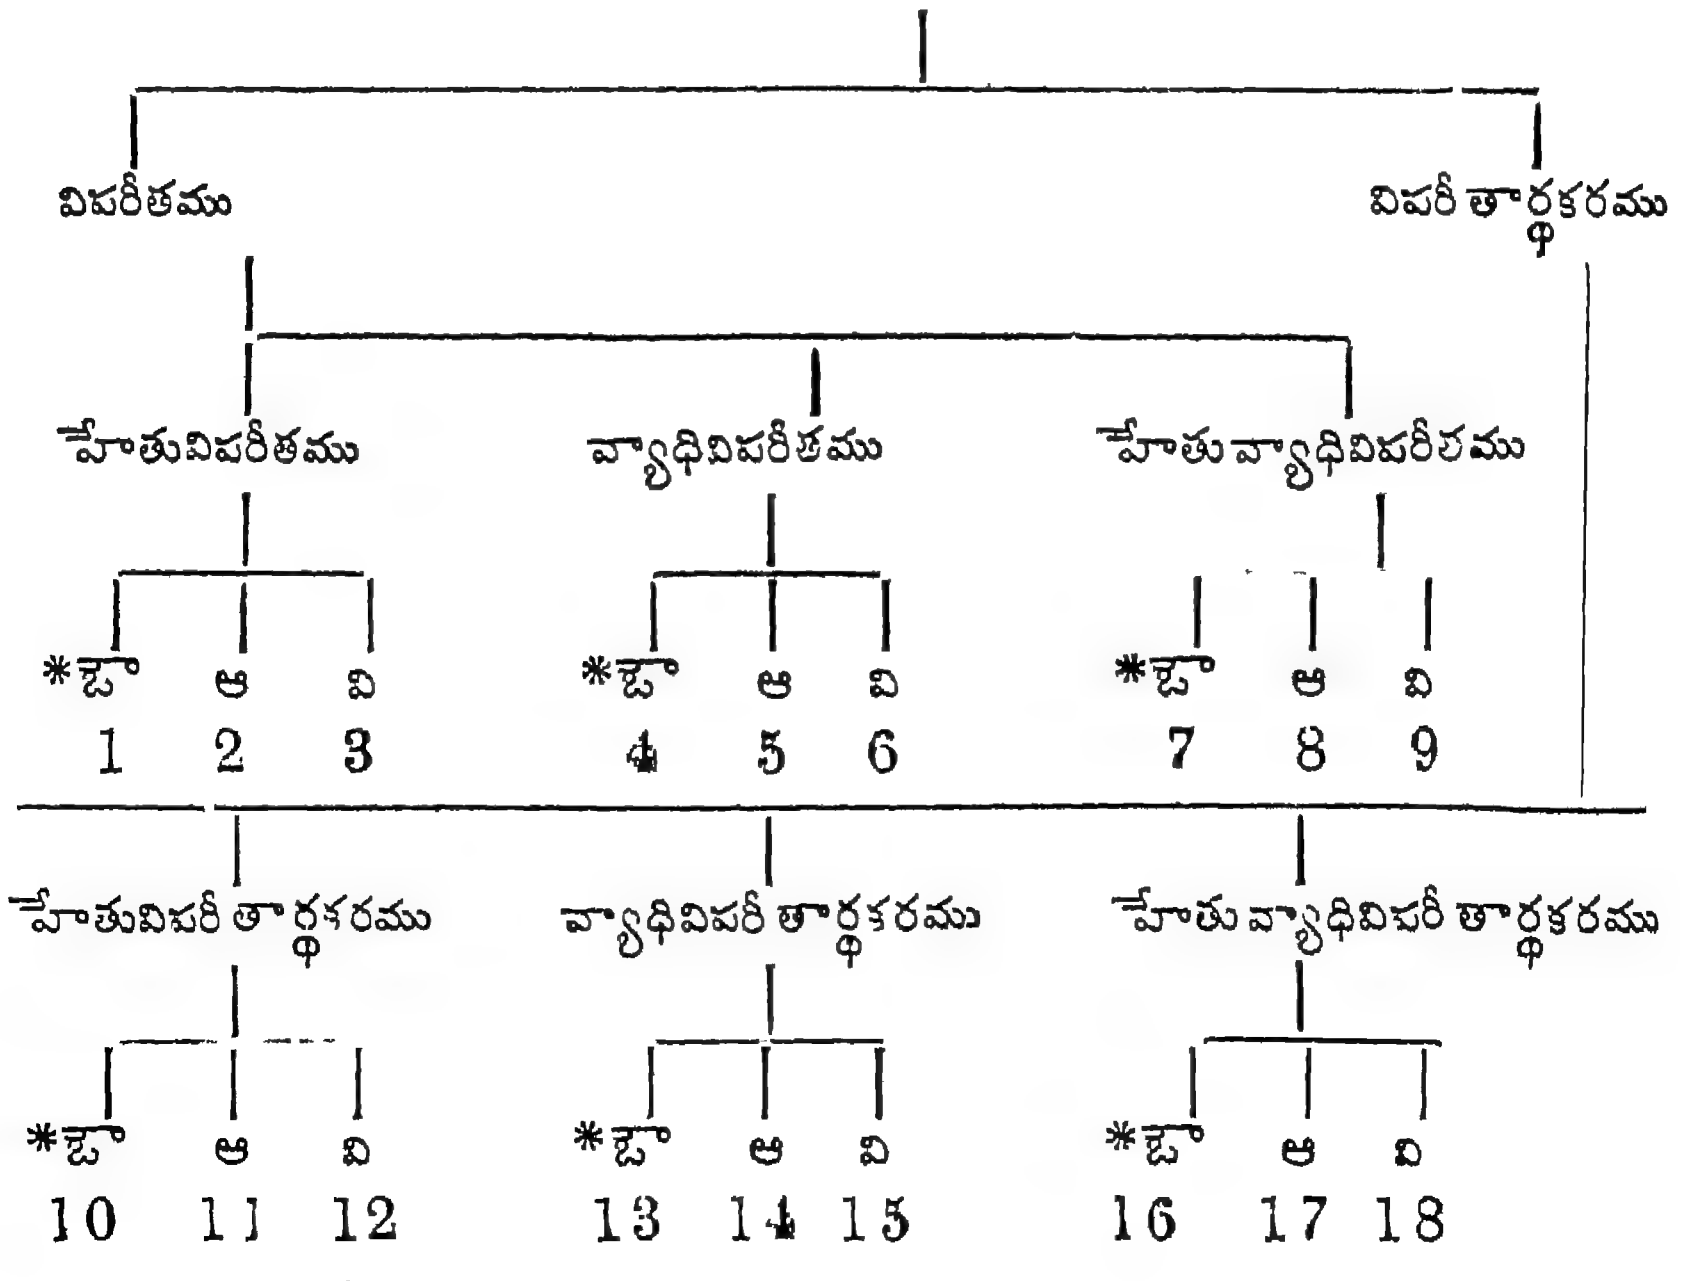 విపరీతము విపరీతార్థకరము
హేతువిపరీతము వ్యాధివిపరీతము హేతువ్యాధివిపరీతము
*ఔ ఆ వి *ఔ ఆ వి *ఔ ఆ వి
1 2 3 4 5 6 7 8 9
హేతువిపరీతార్థకరము వ్యాధివిపరీతార్థకరము హేతువ్యాధివిపరీతార్థకరము
*ఔ ఆ వి *ఔ ఆ వి *ఔ ఆ వి
10 11 12 13 14 15 16 17 18